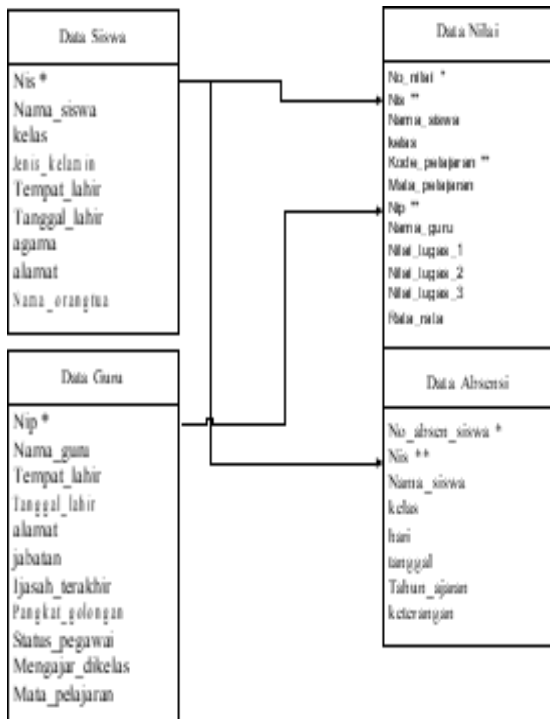 Data Siswa
Nis *
Nama_siswa
kelas
Jenis_kelamin
Tempat_lahir
Tanggal_lahir
agama
alamat
Nama_orangtua
Data Guru
Nip *
Nama_guru
Tempat_lahir
Tanggal_lahir
alamat
jabatan
Ijasah_terakhir
Pangkat_golongan
Status_pegawai
Mengajar_dikelas
Mata_pelajaran
Data Nilai
No_nilai *
Nis **
Nama_siswa
kelas
Kode_pelajaran **
Mata_pelajaran
Nip **
Nama_guru
Nilai_tugas_1
Nilai_tugas_2
Nilai_tugas_3
Rata_rata
Data Absensi
No_absen_siswa *
Nis **
Nama_siswa
kelas
hari
tanggal
Tahun_ajaran
keterangan